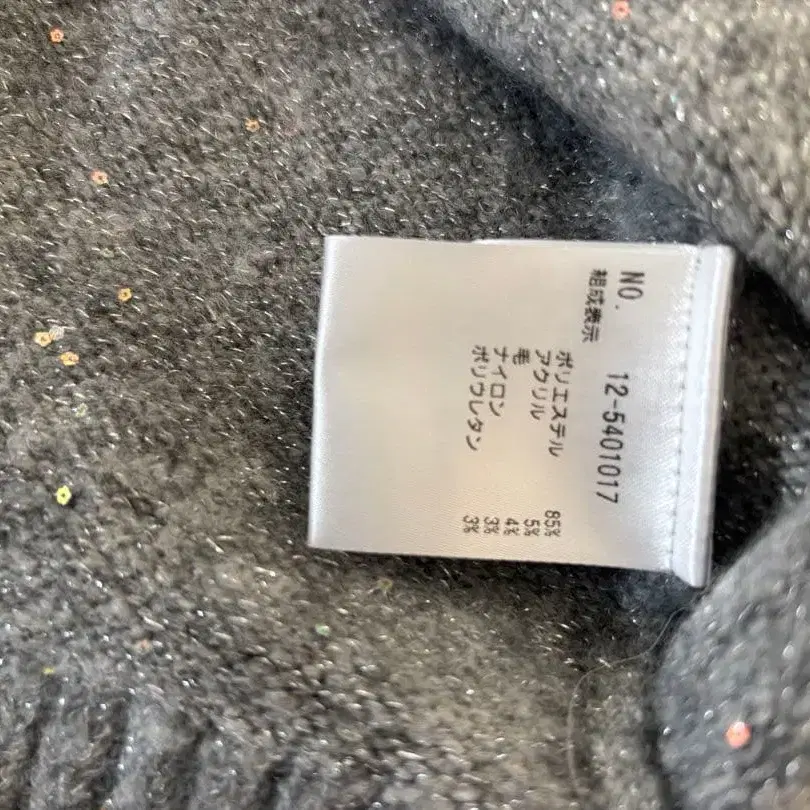 NO. 12-5401017
組成表示
ポリエステル 85%
アクリル 5%
毛 4%
ナイロン 3%
ポリウレタン 3%